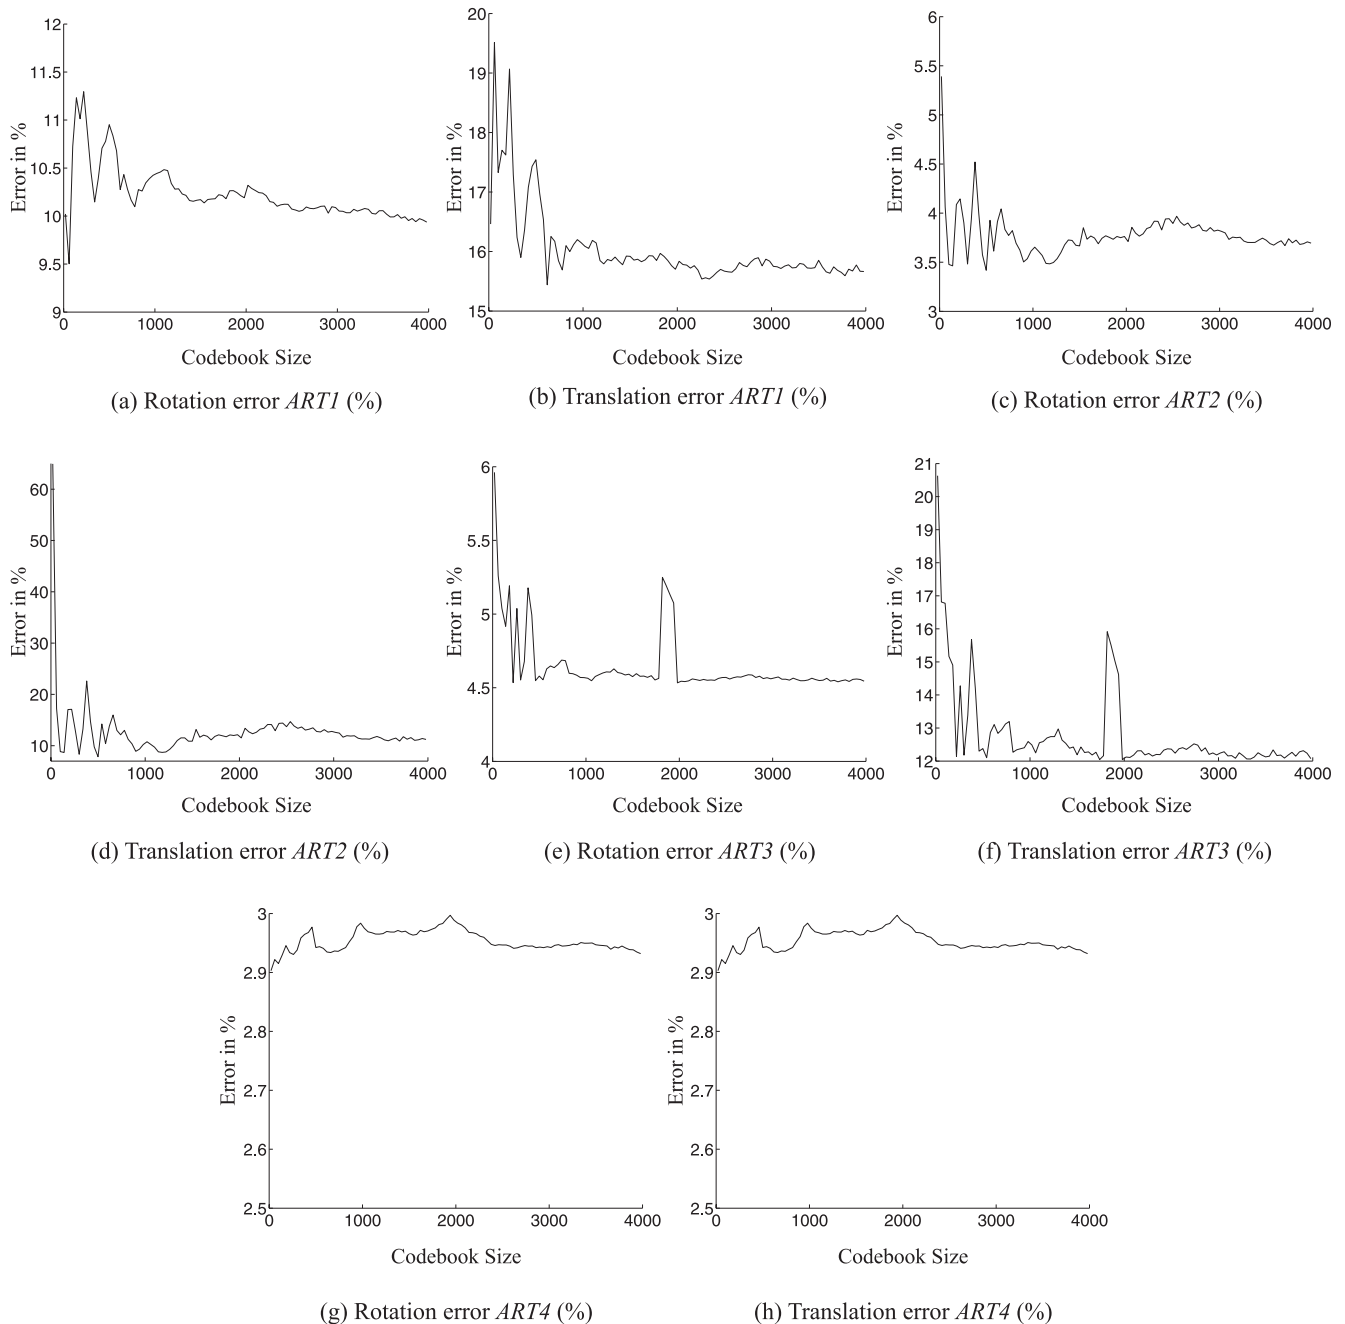 12
11.5
11
10.5
10
9.5
9
0 1000 2000 3000 4000
Error in %
Codebook Size
(a) Rotation error ART1 (%)
20
19
18
17
16
15
0 1000 2000 3000 4000
Error in %
Codebook Size
(b) Translation error ART1 (%)
6
5.5
5
4.5
4
3.5
3
0 1000 2000 3000 4000
Error in %
Codebook Size
(c) Rotation error ART2 (%)
60
50
40
30
20
10
0 1000 2000 3000 4000
Error in %
Codebook Size
(d) Translation error ART2 (%)
6
5.5
5
4.5
4
0 1000 2000 3000 4000
Error in %
Codebook Size
(e) Rotation error ART3 (%)
21
20
19
18
17
16
15
14
13
12
0 1000 2000 3000 4000
Error in %
Codebook Size
(f) Translation error ART3 (%)
3
2.9
2.8
2.7
2.6
2.5
0 1000 2000 3000 4000
Error in %
Codebook Size
(g) Rotation error ART4 (%)
3
2.9
2.8
2.7
2.6
2.5
0 1000 2000 3000 4000
Error in %
Codebook Size
(h) Translation error ART4 (%)